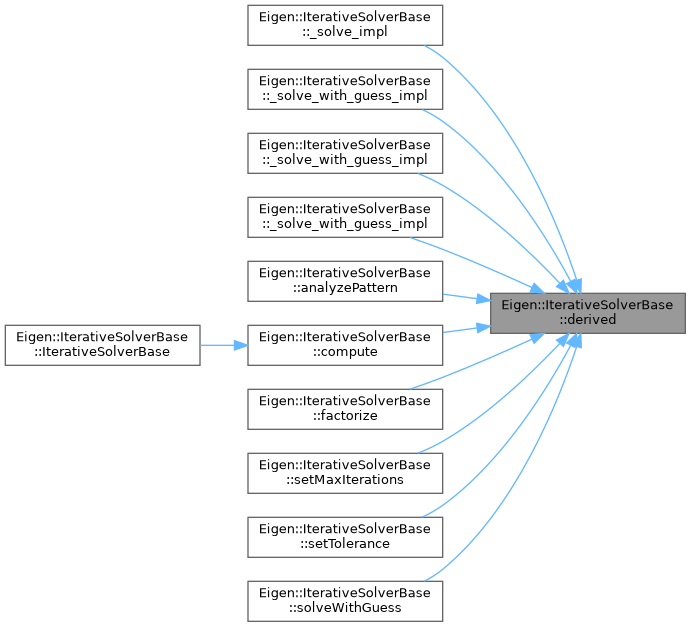 Eigen::IterativeSolverBase
::_solve_impl
Eigen::IterativeSolverBase
::_solve_with_guess_impl
Eigen::IterativeSolverBase
::_solve_with_guess_impl
Eigen::IterativeSolverBase
::_solve_with_guess_impl
Eigen::IterativeSolverBase
::analyzePattern
Eigen::IterativeSolverBase
::derived
Eigen::IterativeSolverBase
::IterativeSolverBase
Eigen::IterativeSolverBase
::compute
Eigen::IterativeSolverBase
::factorize
Eigen::IterativeSolverBase
::setMaxIterations
Eigen::IterativeSolverBase
::setTolerance
Eigen::IterativeSolverBase
::solveWithGuess